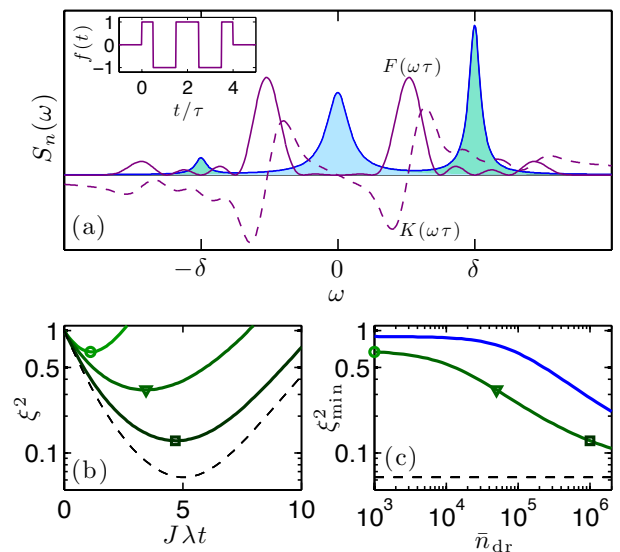 f(t)
1
0
−1
0 2 4
t/τ
F(ωτ)
K(ωτ)
S_n(ω)
(a)
−δ 0 δ
ω
1
0.5
0.1
ξ²
(b)
0 5 10
Jλt
1
0.5
0.1
ξ²_min
(c)
10³ 10⁴ 10⁵ 10⁶
n̄_dr